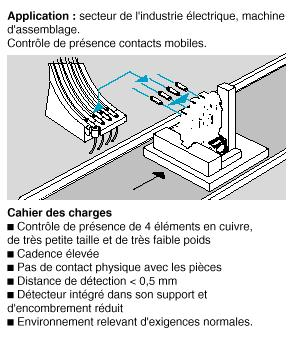 Application : secteur de l'industrie électrique, machine
d'assemblage.
Contrôle de présence contacts mobiles.
Cahier des charges
■ Contrôle de présence de 4 éléments en cuivre,
de très petite taille et de très faible poids
■ Cadence élevée
■ Pas de contact physique avec les pièces
■ Distance de détection < 0,5 mm
■ Détecteur intégré dans son support et
d'encombrement réduit
■ Environnement relevant d'exigences normales.